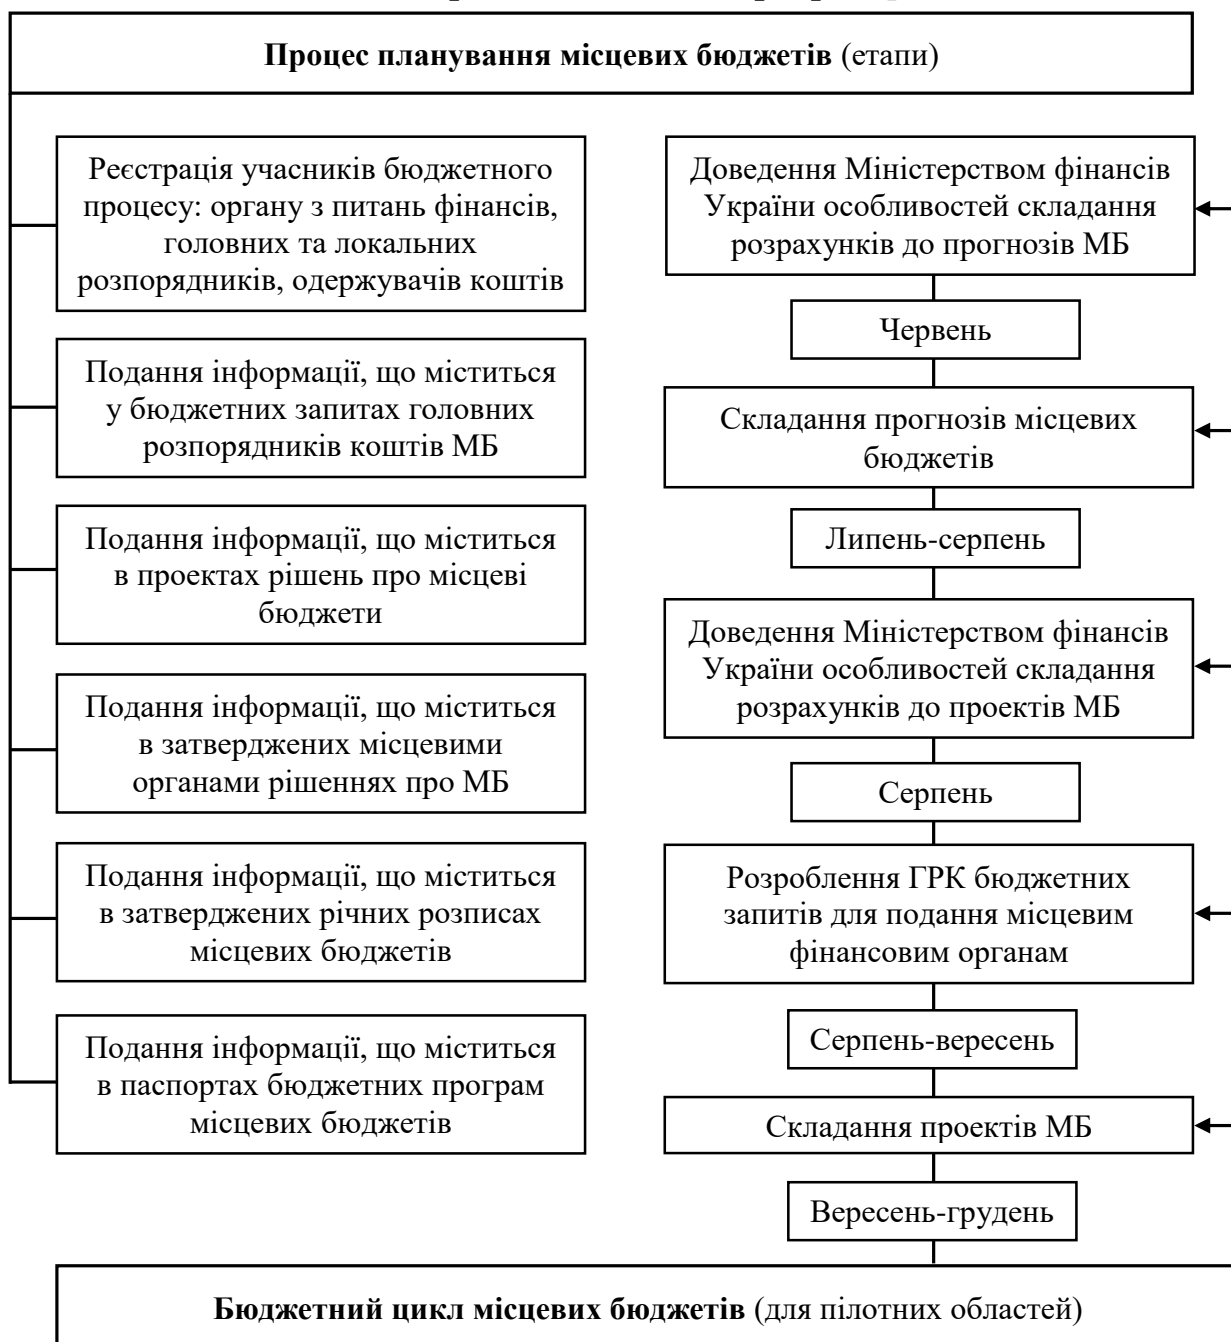 Процес планування місцевих бюджетів (етапи)
Реєстрація учасників бюджетного
процесу: органу з питань фінансів,
головних та локальних
розпорядників, одержувачів коштів
Подання інформації, що міститься
у бюджетних запитах головних
розпорядників коштів МБ
Подання інформації, що міститься
в проектах рішень про місцеві
бюджети
Подання інформації, що міститься
в затверджених місцевими
органами рішеннях про МБ
Подання інформації, що міститься
в затверджених річних розписах
місцевих бюджетів
Подання інформації, що міститься
в паспортах бюджетних програм
місцевих бюджетів
Доведення Міністерством фінансів
України особливостей складання
розрахунків до прогнозів МБ
Червень
Складання прогнозів місцевих
бюджетів
Липень-серпень
Доведення Міністерством фінансів
України особливостей складання
розрахунків до проектів МБ
Серпень
Розроблення ГРК бюджетних
запитів для подання місцевим
фінансовим органам
Серпень-вересень
Складання проектів МБ
Вересень-грудень
Бюджетний цикл місцевих бюджетів (для пілотних областей)